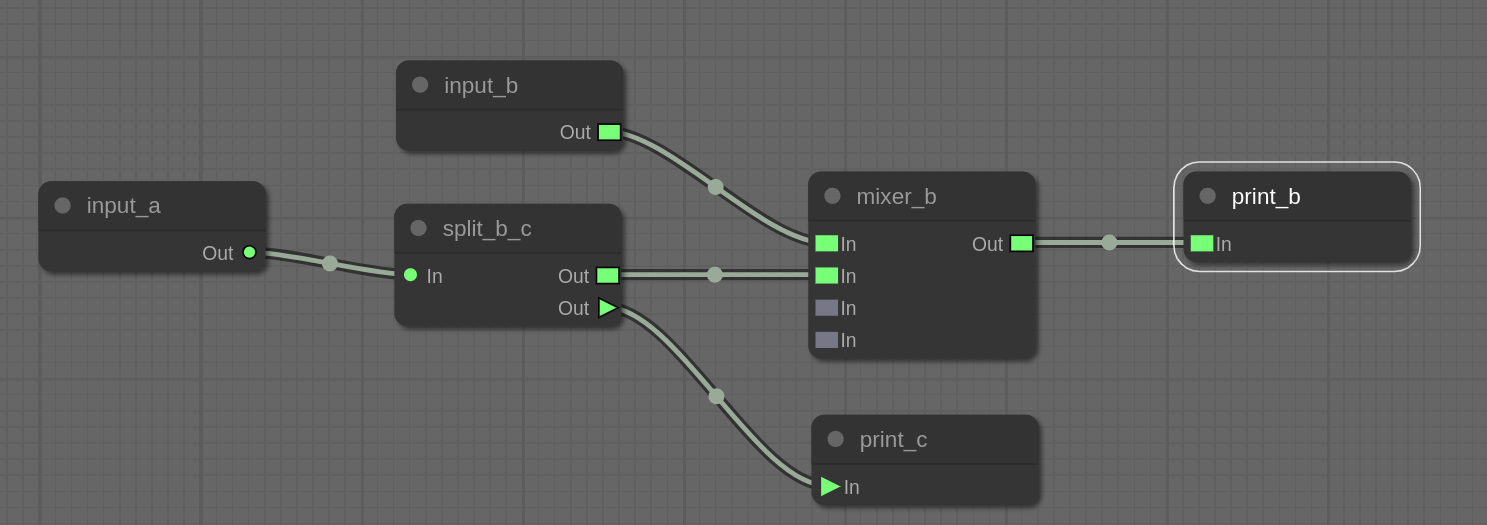 input_a
Out
input_b
Out
split_b_c
In
Out
Out
mixer_b
In
Out
In
In
In
print_b
In
print_c
In